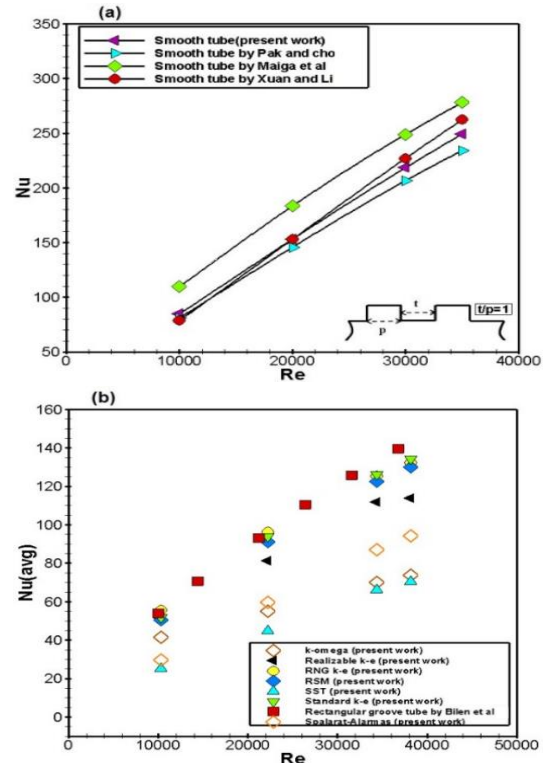 (a)
350
300
250
200
150
100
50
Nu
Smooth tube(present work)
Smooth tube by Pak and cho
Smooth tube by Maiga et al
Smooth tube by Xuan and Li
t
p
t/p=1
0 10000 20000 30000 40000
Re
(b)
160
140
120
100
80
60
40
20
0
Nu(avg)
k-omega (present work)
Realizable k-e (present work)
RNG k-e (present work)
RSM (present work)
SST (present work)
Standard k-e (present work)
Rectangular groove tube by Bilen et al
Spalarat-Alarmas (present work)
0 10000 20000 30000 40000 50000
Re